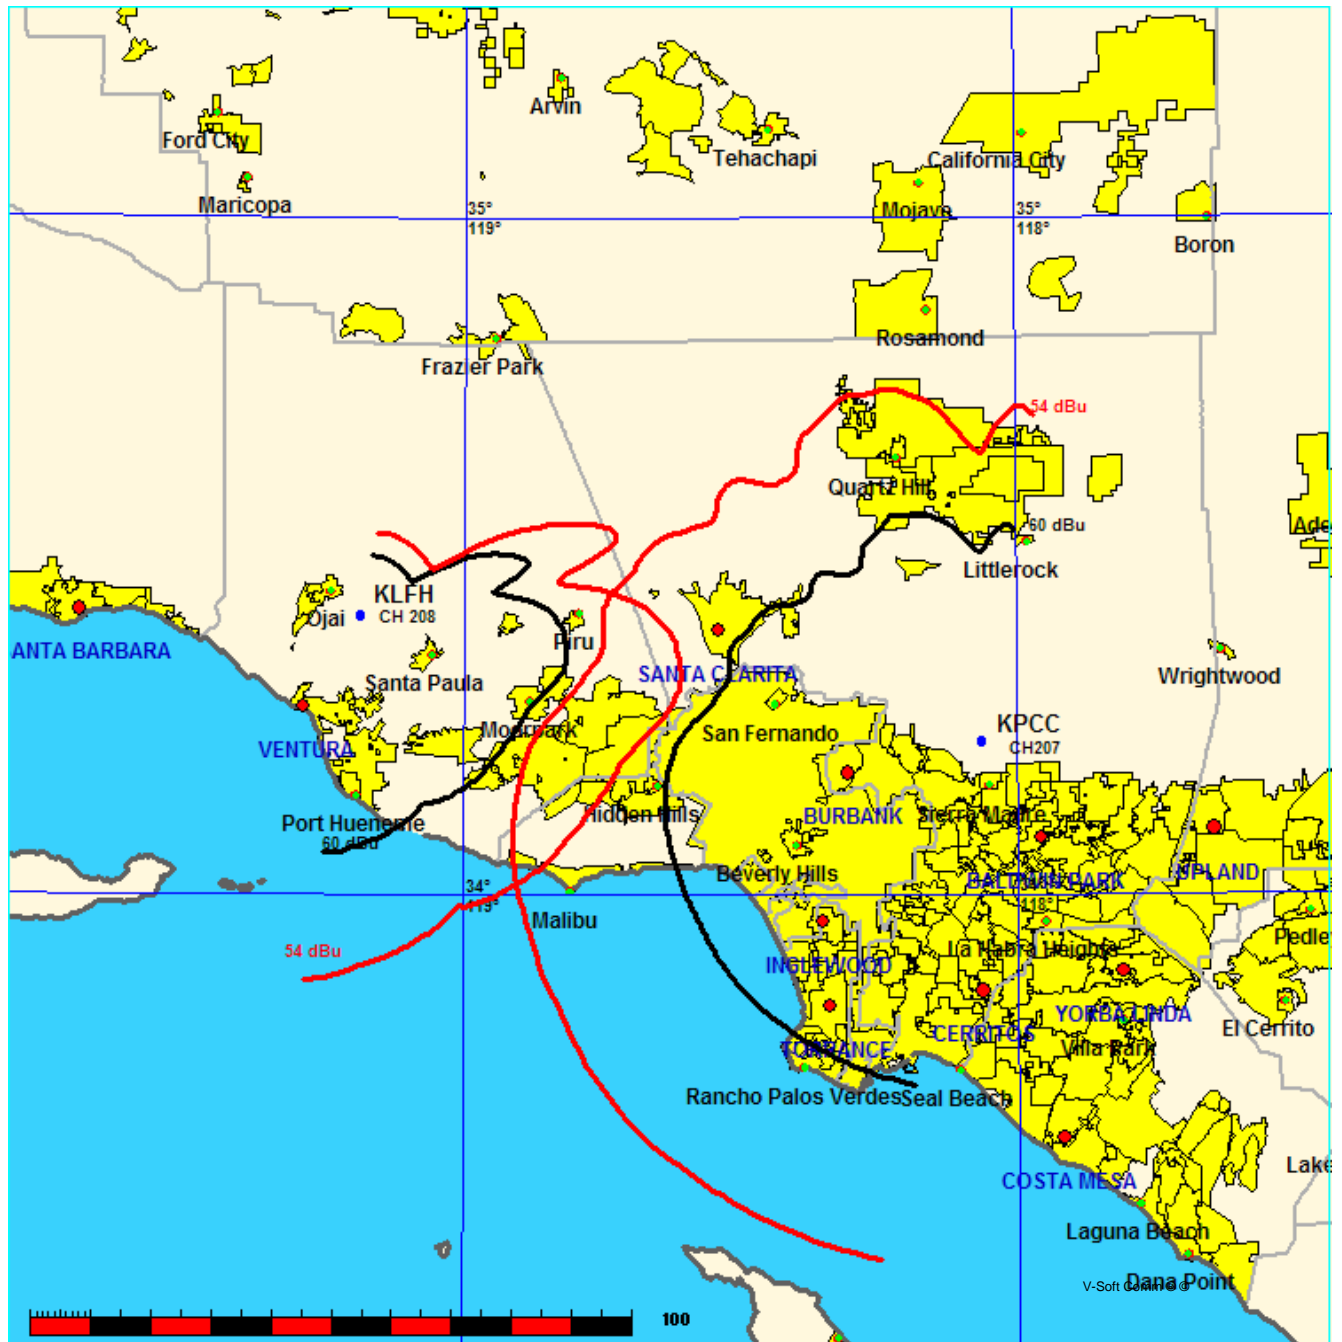 Arvin
Ford City
Tehachapi
California City
Maricopa
Mojave
35°
119°
35°
118°
Boron
Rosamond
Frazier Park
54 dBu
Quartz Hill
60 dBu
Littlerock
KLFH
CH 208
Ojai
Piru
ANTA BARBARA
Santa Paula
SANTA CLARITA
Wrightwood
Moorpark
San Fernando
KPCC
CH207
VENTURA
Hidden Hills
BURBANK
Sierra Madre
Port Hueneme
60 dBu
Beverly Hills
BALDWIN PARK
UPLAND
34°
119°
118°
Malibu
La Habra Heights
Pedle
54 dBu
INGLEWOOD
YORBA LINDA
El Cerrito
CERRITOS
Villa Park
TORRANCE
Rancho Palos Verdes
Seal Beach
Lake
COSTA MESA
Laguna Beach
Dana Point
100